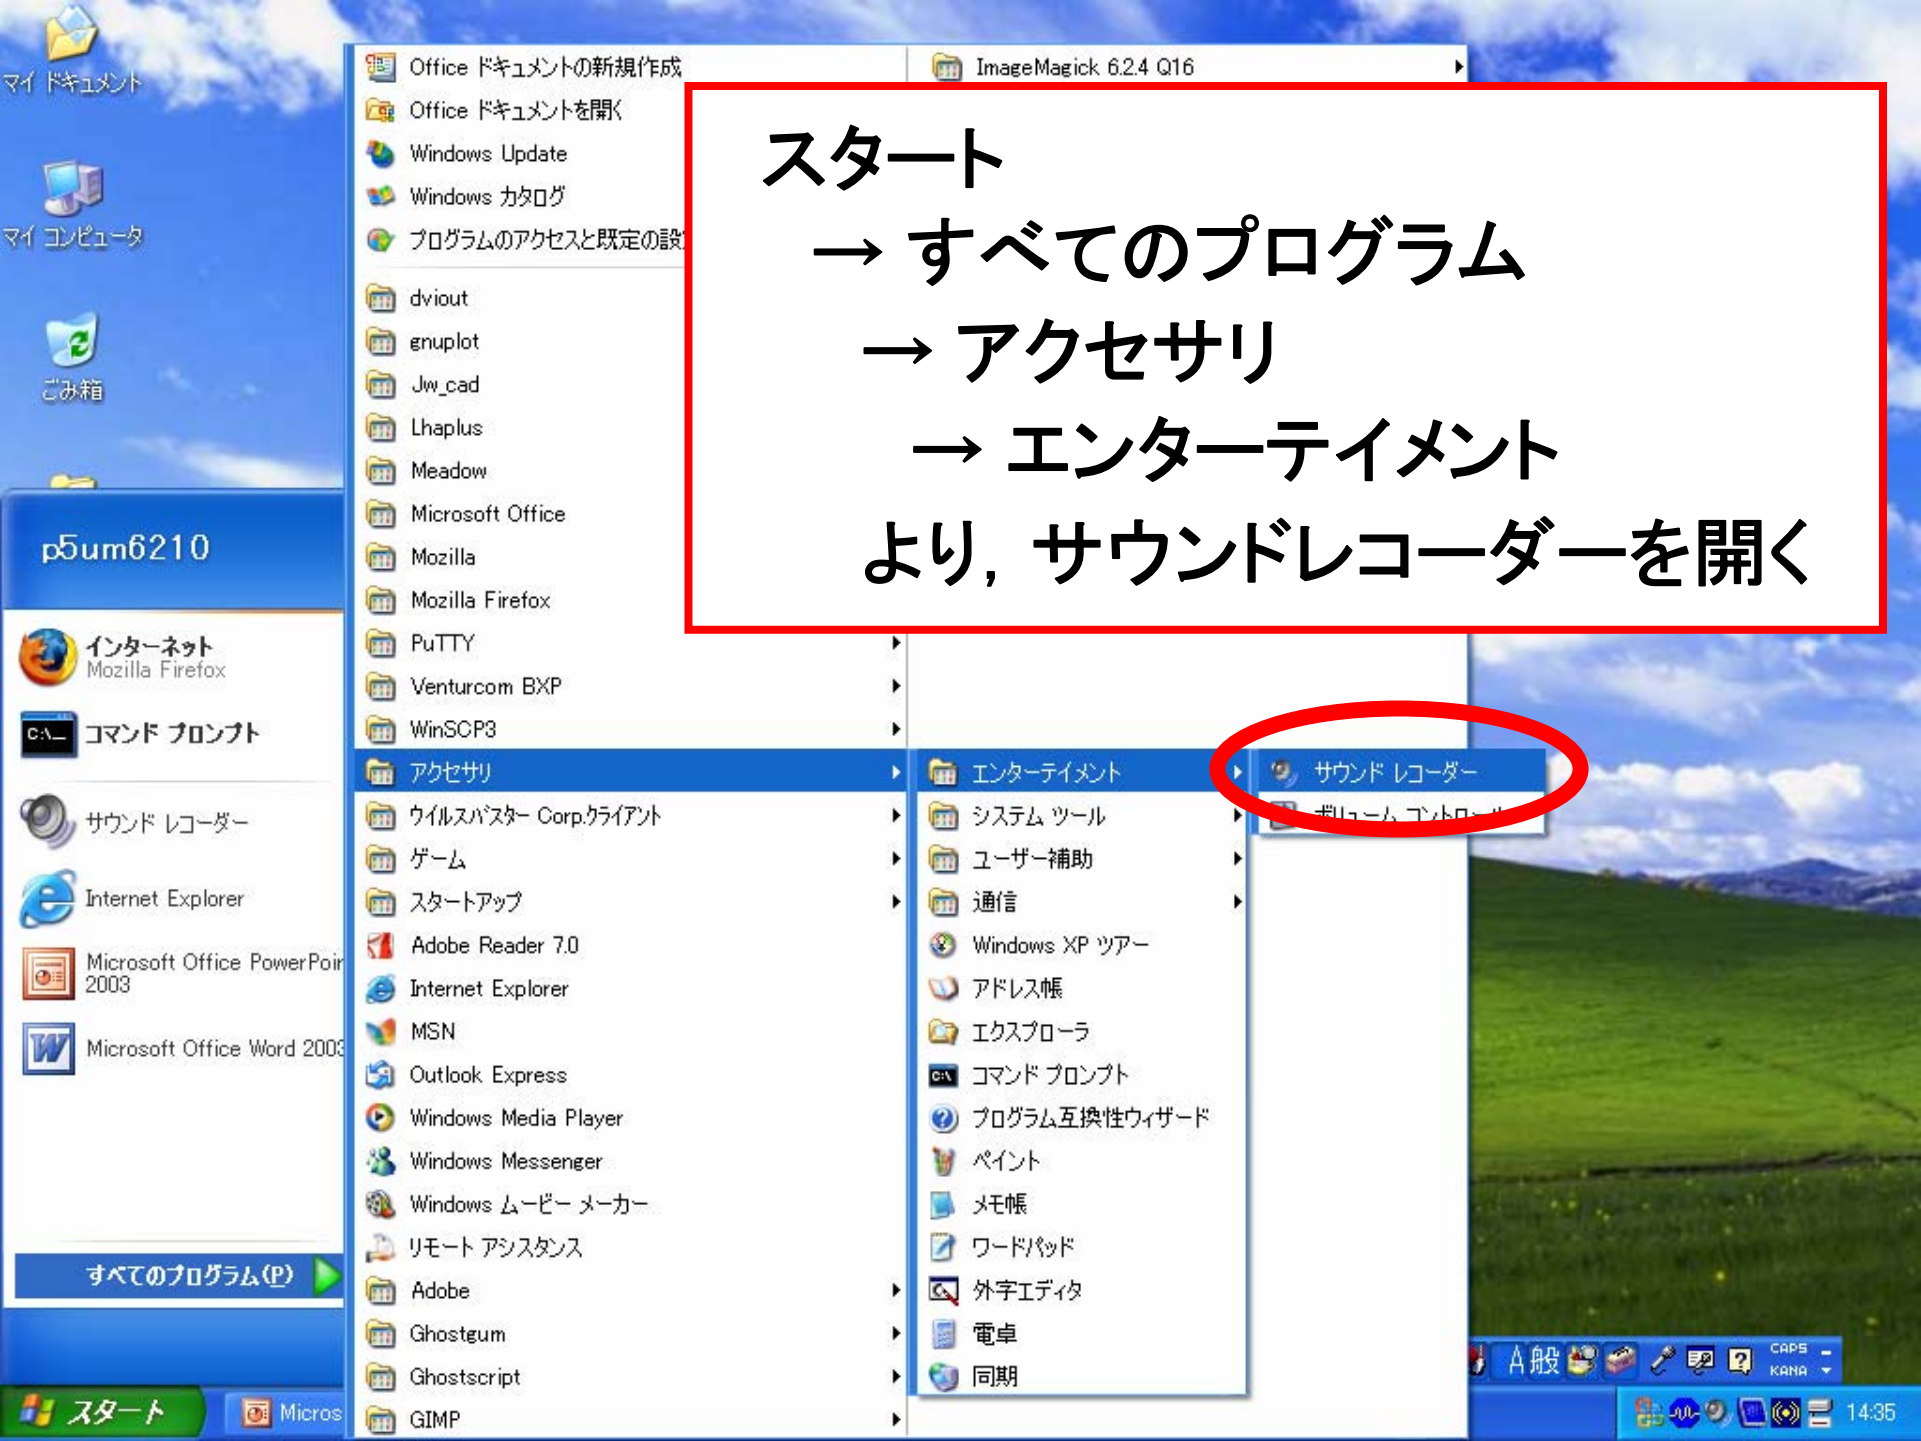 マイ ドキュメント
マイ コンピュータ
ごみ箱
p5um6210
インターネット
Mozilla Firefox
コマンド プロンプト
サウンド レコーダー
Internet Explorer
Microsoft Office PowerPoin
2003
Microsoft Office Word 2003
すべてのプログラム(P)
スタート
Micros
Office ドキュメントの新規作成
Office ドキュメントを開く
Windows Update
Windows カタログ
プログラムのアクセスと既定の設
dviout
gnuplot
Jw_cad
Lhaplus
Meadow
Microsoft Office
Mozilla
Mozilla Firefox
PuTTY
Venturcom BXP
WinSCP3
アクセサリ
ウイルスバスター Corp.クライアント
ゲーム
スタートアップ
Adobe Reader 7.0
Internet Explorer
MSN
Outlook Express
Windows Media Player
Windows Messenger
Windows ムービー メーカー
リモート アシスタンス
Adobe
Ghostgum
Ghostscript
GIMP
ImageMagick 6.2.4 Q16
スタート
→ すべてのプログラム
→ アクセサリ
→ エンターテイメント
より，サウンドレコーダーを開く
エンターテイメント
システム ツール
ユーザー補助
通信
Windows XP ツアー
アドレス帳
エクスプローラ
コマンド プロンプト
プログラム互換性ウィザード
ペイント
メモ帳
ワードパッド
外字エディタ
電卓
同期
サウンド レコーダー
ボリューム コントロール
A般
CAPS
KANA
14:35